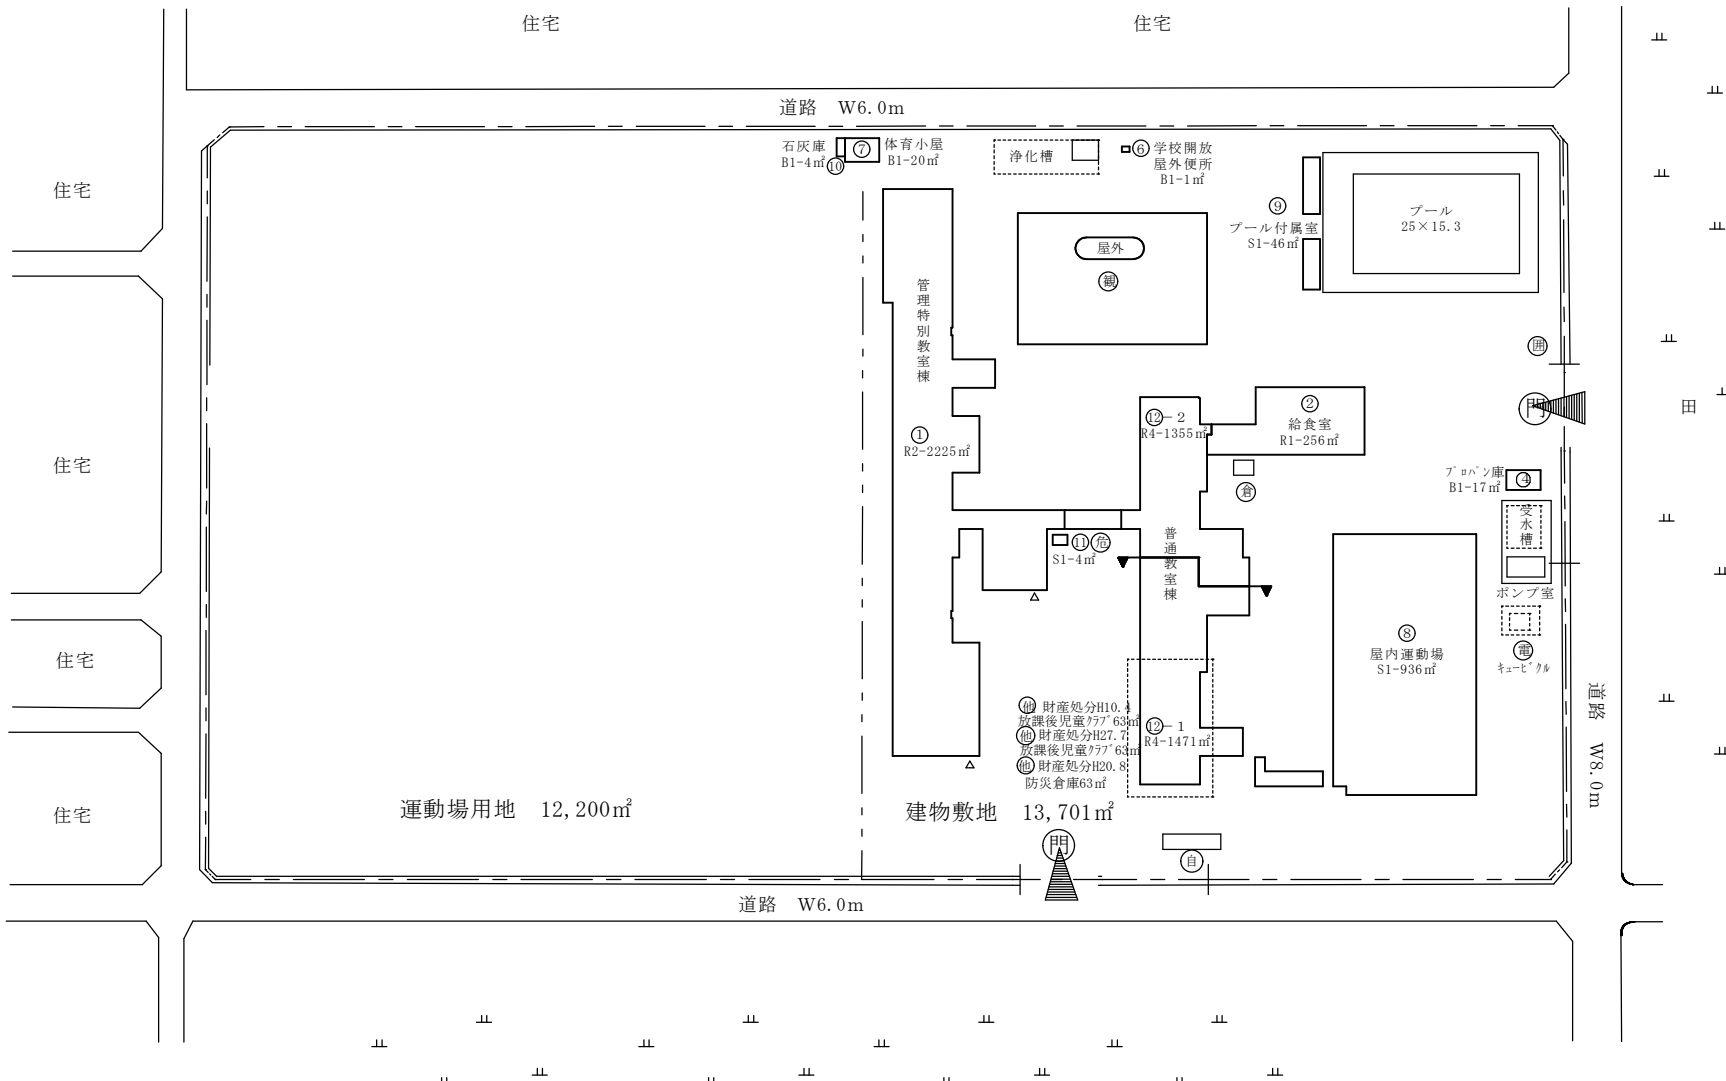 住宅
住宅
道路　W6.0m
石灰庫
B1-4㎡
⑩
⑦
体育小屋
B1-20㎡
浄化槽
⑥
学校開放
屋外便所
B1-1㎡
住宅
⑨
プール付属室
S1-46㎡
プール
25×15.3
屋外
観
管理特別教室棟
囲
門
田
①
R2-2225㎡
⑫－2
R4-1355㎡
②
給食室
R1-256㎡
住宅
倉
プロパン庫
B1-17㎡
④
受水槽
⑪
危
S1-4㎡
普通教室棟
ポンプ室
⑧
屋内運動場
S1-936㎡
電
キュービクル
住宅
道路　W8.0m
他 財産処分H10.4
放課後児童クラブ63㎡
他 財産処分H27.7
放課後児童クラブ63㎡
他 財産処分H20.8
防災倉庫63㎡
⑫－1
R4-1471㎡
住宅
運動場用地　12,200㎡
建物敷地　13,701㎡
門
自
道路　W6.0m